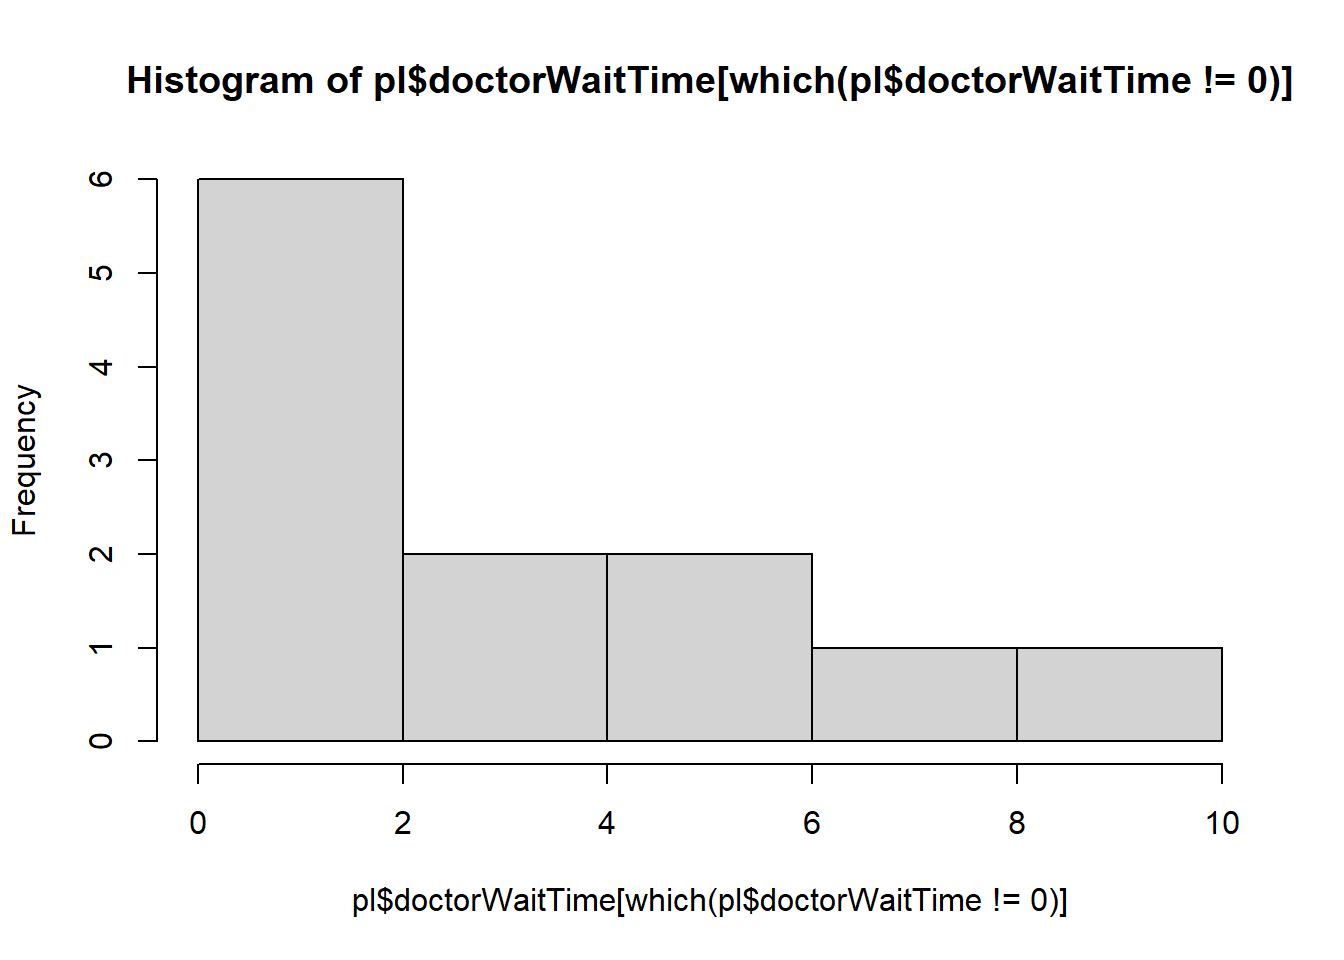 Histogram of pl$doctorWaitTime[which(pl$doctorWaitTime != 0)]
Frequency
6
5
4
3
2
1
0
0 2 4 6 8 10
pl$doctorWaitTime[which(pl$doctorWaitTime != 0)]